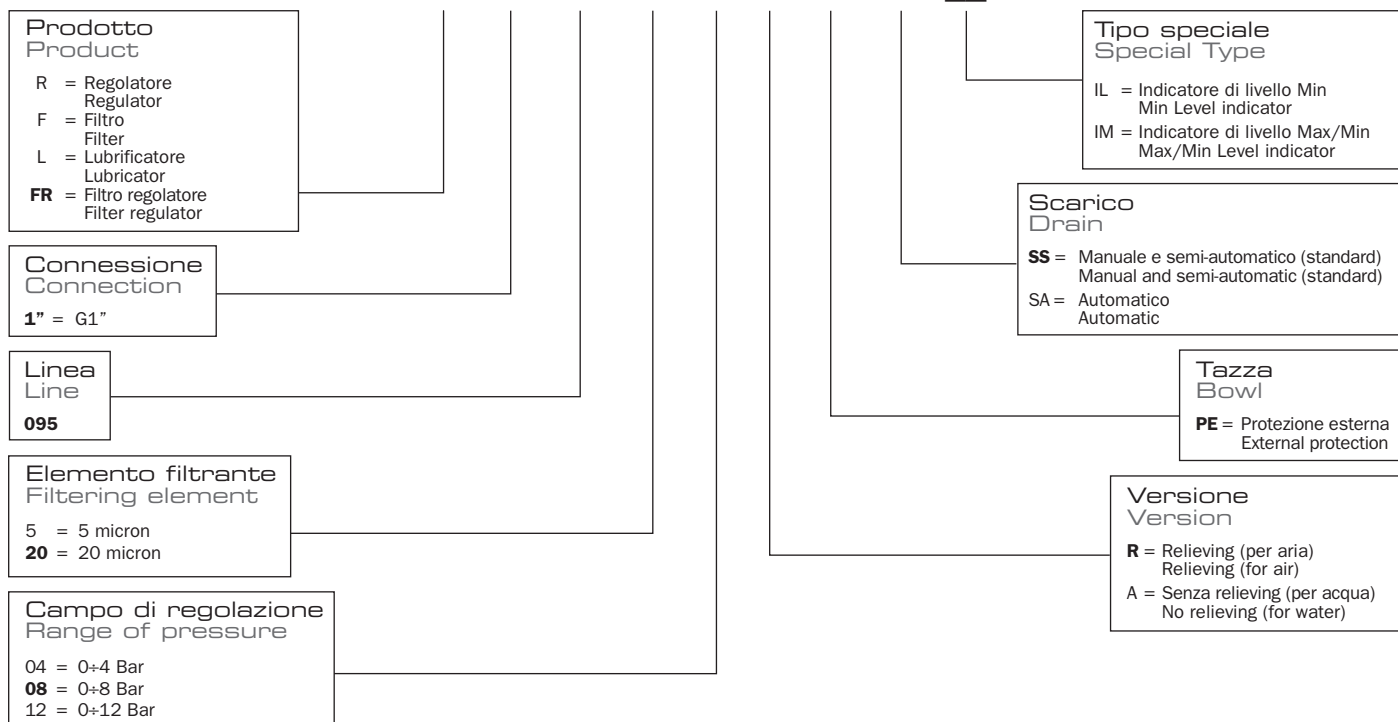 Prodotto
Product
R = Regolatore
Regulator
F = Filtro
Filter
L = Lubrificatore
Lubricator
FR = Filtro regolatore
Filter regulator
Connessione
Connection
1” = G1”
Linea
Line
095
Elemento filtrante
Filtering element
5 = 5 micron
20 = 20 micron
Campo di regolazione
Range of pressure
04 = 0÷4 Bar
08 = 0÷8 Bar
12 = 0÷12 Bar
Tipo speciale
Special Type
IL = Indicatore di livello Min
Min Level indicator
IM = Indicatore di livello Max/Min
Max/Min Level indicator
Scarico
Drain
SS = Manuale e semi-automatico (standard)
Manual and semi-automatic (standard)
SA = Automatico
Automatic
Tazza
Bowl
PE = Protezione esterna
External protection
Versione
Version
R = Relieving (per aria)
Relieving (for air)
A = Senza relieving (per acqua)
No relieving (for water)